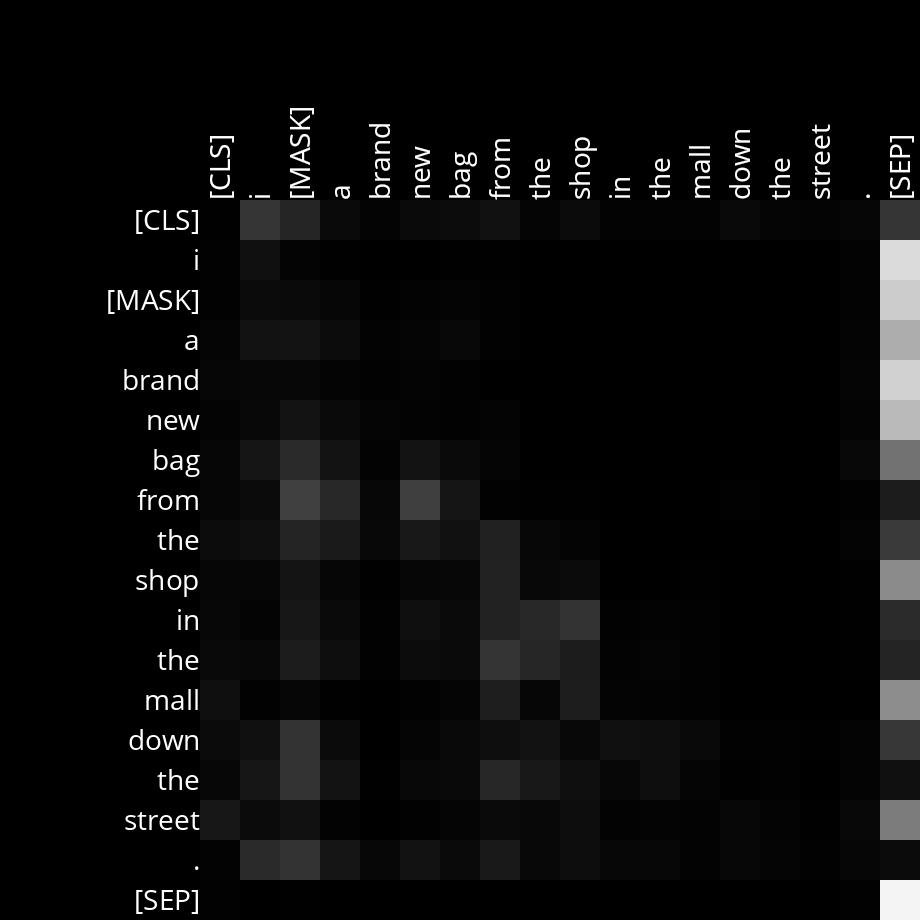 [CLS] i [MASK] a brand new bag from the shop in the mall down the street . [SEP]
[CLS]
i
[MASK]
a
brand
new
bag
from
the
shop
in
the
mall
down
the
street
.
[SEP]